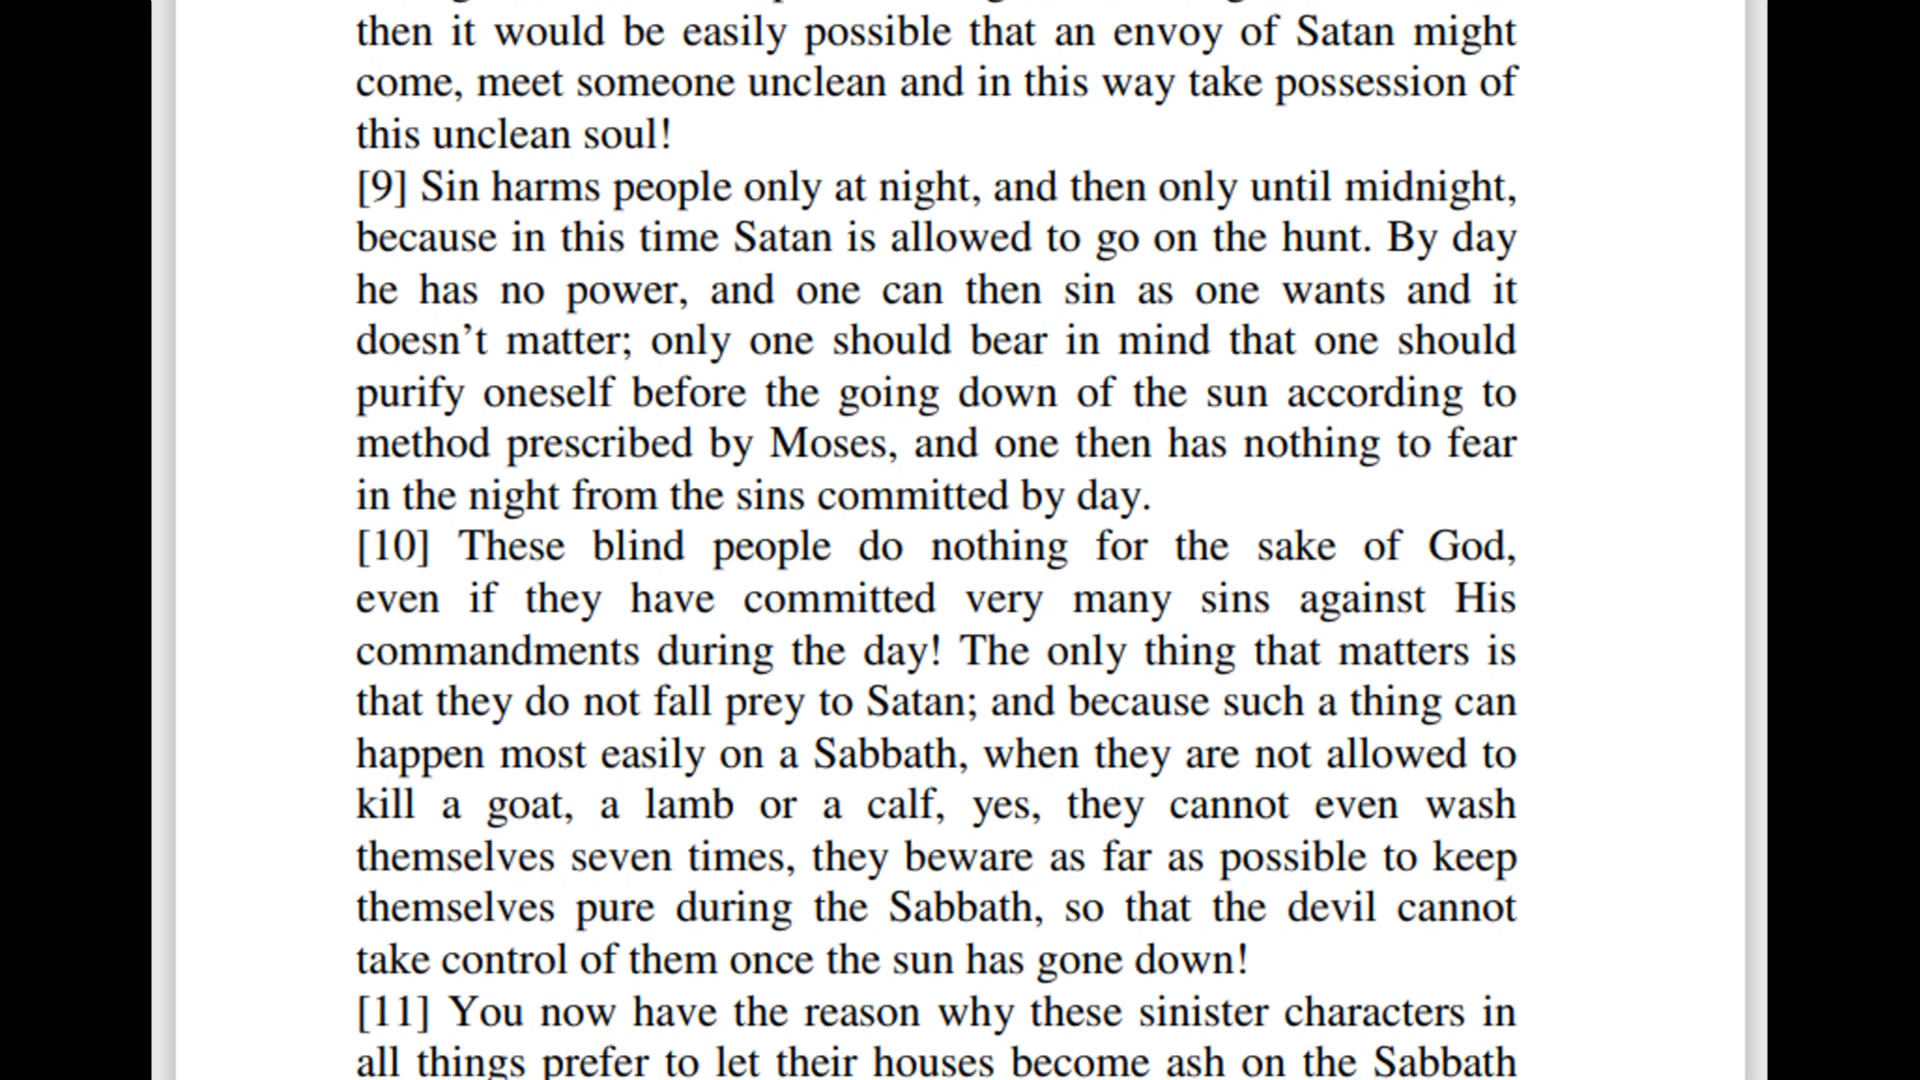 then it would be easily possible that an envoy of Satan might
come, meet someone unclean and in this way take possession of
this unclean soul!
[9] Sin harms people only at night, and then only until midnight,
because in this time Satan is allowed to go on the hunt. By day
he has no power, and one can then sin as one wants and it
doesn’t matter; only one should bear in mind that one should
purify oneself before the going down of the sun according to
method prescribed by Moses, and one then has nothing to fear
in the night from the sins committed by day.
[10] These blind people do nothing for the sake of God,
even if they have committed very many sins against His
commandments during the day! The only thing that matters is
that they do not fall prey to Satan; and because such a thing can
happen most easily on a Sabbath, when they are not allowed to
kill a goat, a lamb or a calf, yes, they cannot even wash
themselves seven times, they beware as far as possible to keep
themselves pure during the Sabbath, so that the devil cannot
take control of them once the sun has gone down!
[11] You now have the reason why these sinister characters in
all things prefer to let their houses become ash on the Sabbath